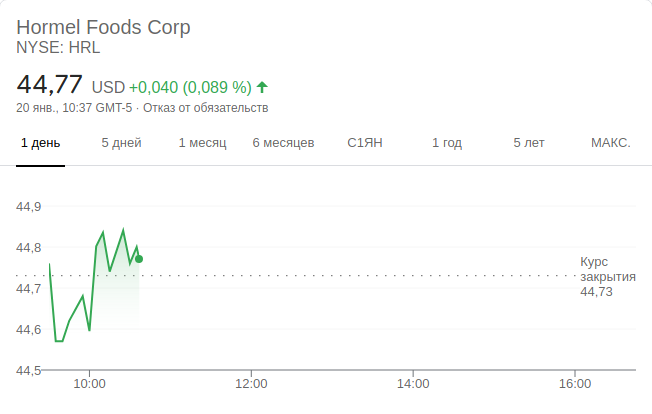 Hormel Foods Corp
NYSE: HRL
44,77 USD +0,040 (0,089 %)
20 янв., 10:37 GMT-5 · Отказ от обязательств
1 день 5 дней 1 месяц 6 месяцев С1ЯН 1 год 5 лет МАКС.
44,9
44,8
44,7
44,6
44,5
Курс
закрытия
44,73
10:00 12:00 14:00 16:00